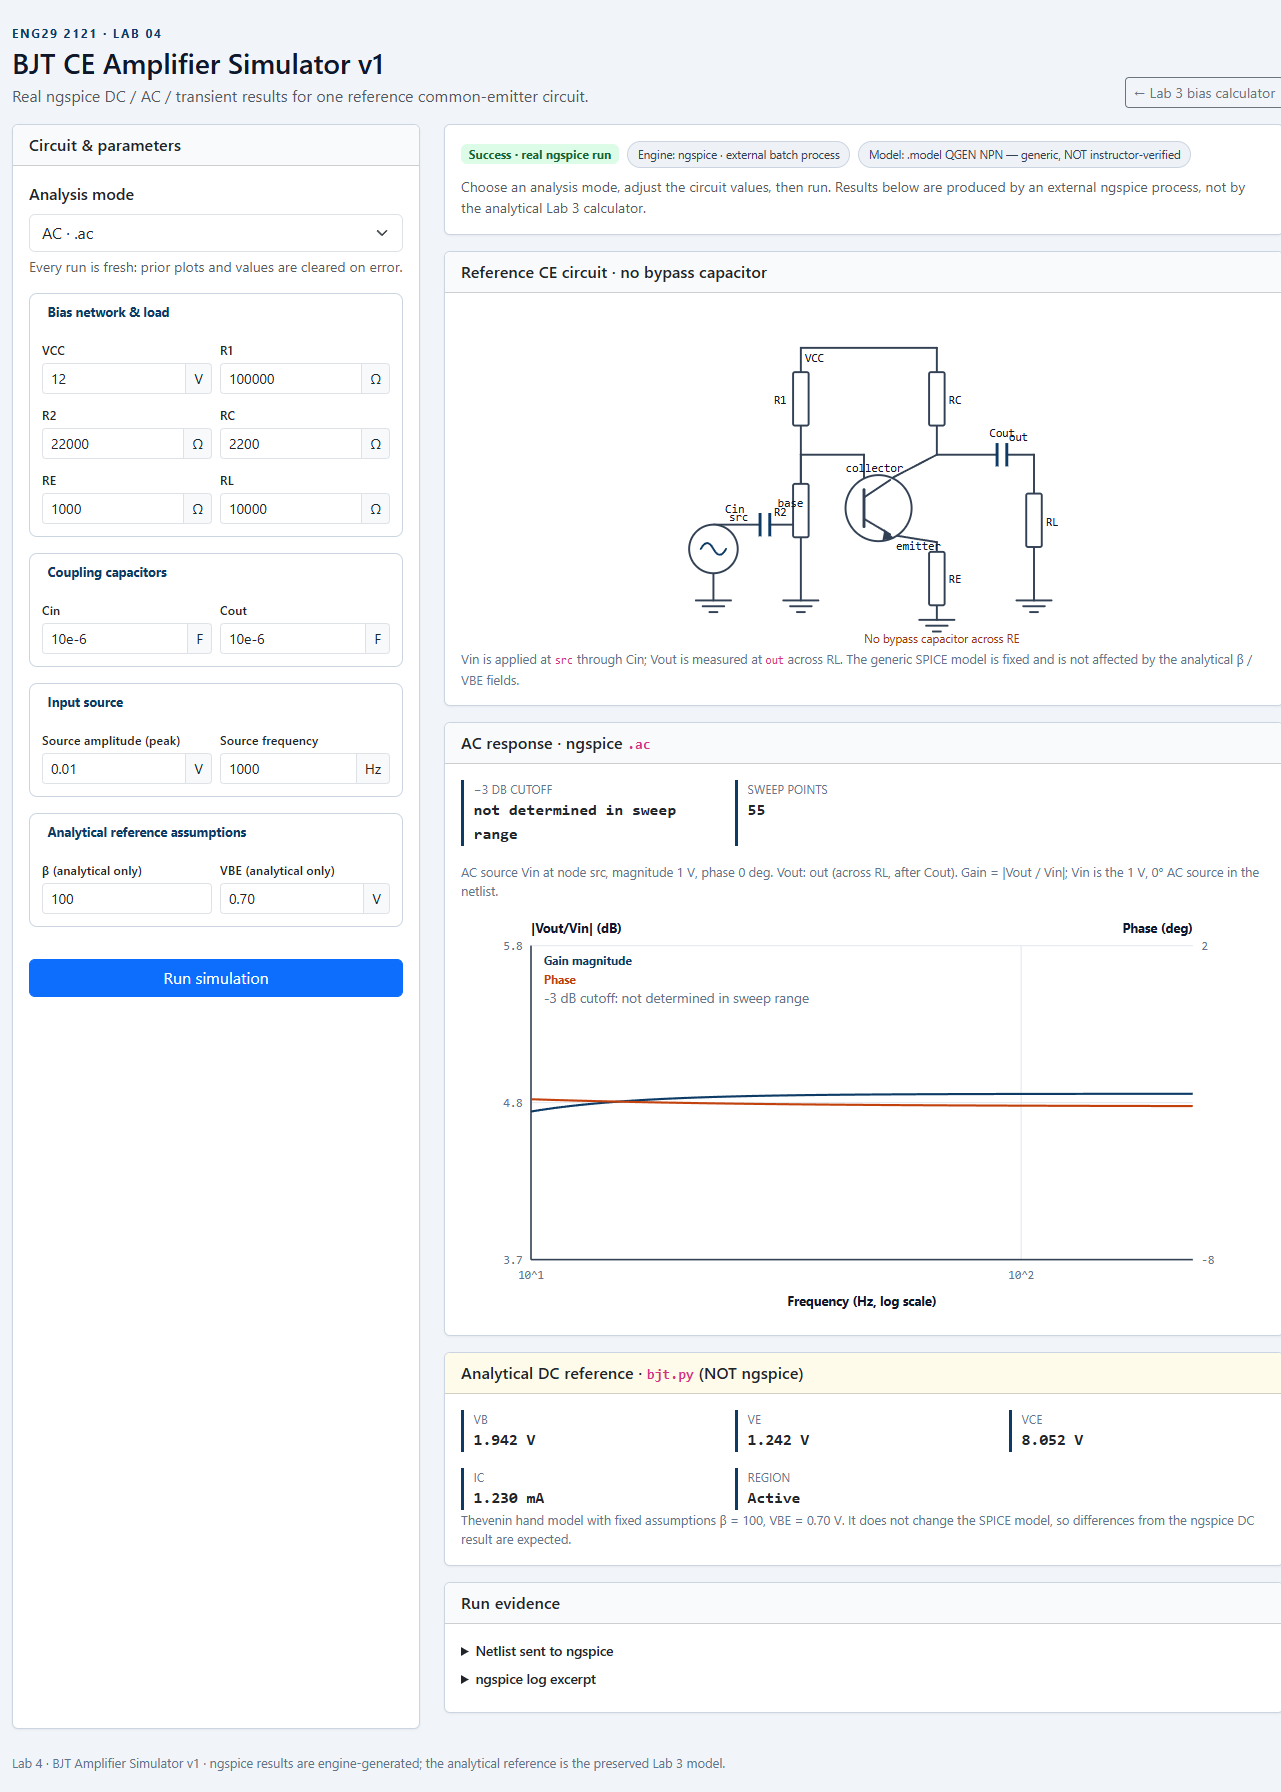 ENG29 2121 · LAB 04
BJT CE Amplifier Simulator v1
Real ngspice DC / AC / transient results for one reference common-emitter circuit.
← Lab 3 bias calculator
Circuit & parameters
Analysis mode
AC · .ac
Every run is fresh: prior plots and values are cleared on error.
Bias network & load
VCC
R1
12 V
100000 Ω
R2
RC
22000 Ω
2200 Ω
RE
RL
1000 Ω
10000 Ω
Coupling capacitors
Cin
Cout
10e-6 F
10e-6 F
Input source
Source amplitude (peak)
Source frequency
0.01 V
1000 Hz
Analytical reference assumptions
β (analytical only)
VBE (analytical only)
100
0.70 V
Run simulation
Success · real ngspice run
Engine: ngspice · external batch process
Model: .model QGEN NPN — generic, NOT instructor-verified
Choose an analysis mode, adjust the circuit values, then run. Results below are produced by an external ngspice process, not by
the analytical Lab 3 calculator.
Reference CE circuit · no bypass capacitor
VCC
R1
RC
Cout
out
collector
base
Cin
src
R2
RL
emitter
RE
No bypass capacitor across RE
Vin is applied at src through Cin; Vout is measured at out across RL. The generic SPICE model is fixed and is not affected by the analytical β /
VBE fields.
AC response · ngspice .ac
−3 DB CUTOFF
not determined in sweep
range
SWEEP POINTS
55
AC source Vin at node src, magnitude 1 V, phase 0 deg. Vout: out (across RL, after Cout). Gain = |Vout / Vin|; Vin is the 1 V, 0° AC source in the
netlist.
|Vout/Vin| (dB)
Phase (deg)
5.8
2
Gain magnitude
Phase
-3 dB cutoff: not determined in sweep range
4.8
3.7
-8
10^1
10^2
Frequency (Hz, log scale)
Analytical DC reference · bjt.py (NOT ngspice)
VB
1.942 V
VE
1.242 V
VCE
8.052 V
IC
1.230 mA
REGION
Active
Thevenin hand model with fixed assumptions β = 100, VBE = 0.70 V. It does not change the SPICE model, so differences from the ngspice DC
result are expected.
Run evidence
▶ Netlist sent to ngspice
▶ ngspice log excerpt
Lab 4 · BJT Amplifier Simulator v1 · ngspice results are engine-generated; the analytical reference is the preserved Lab 3 model.